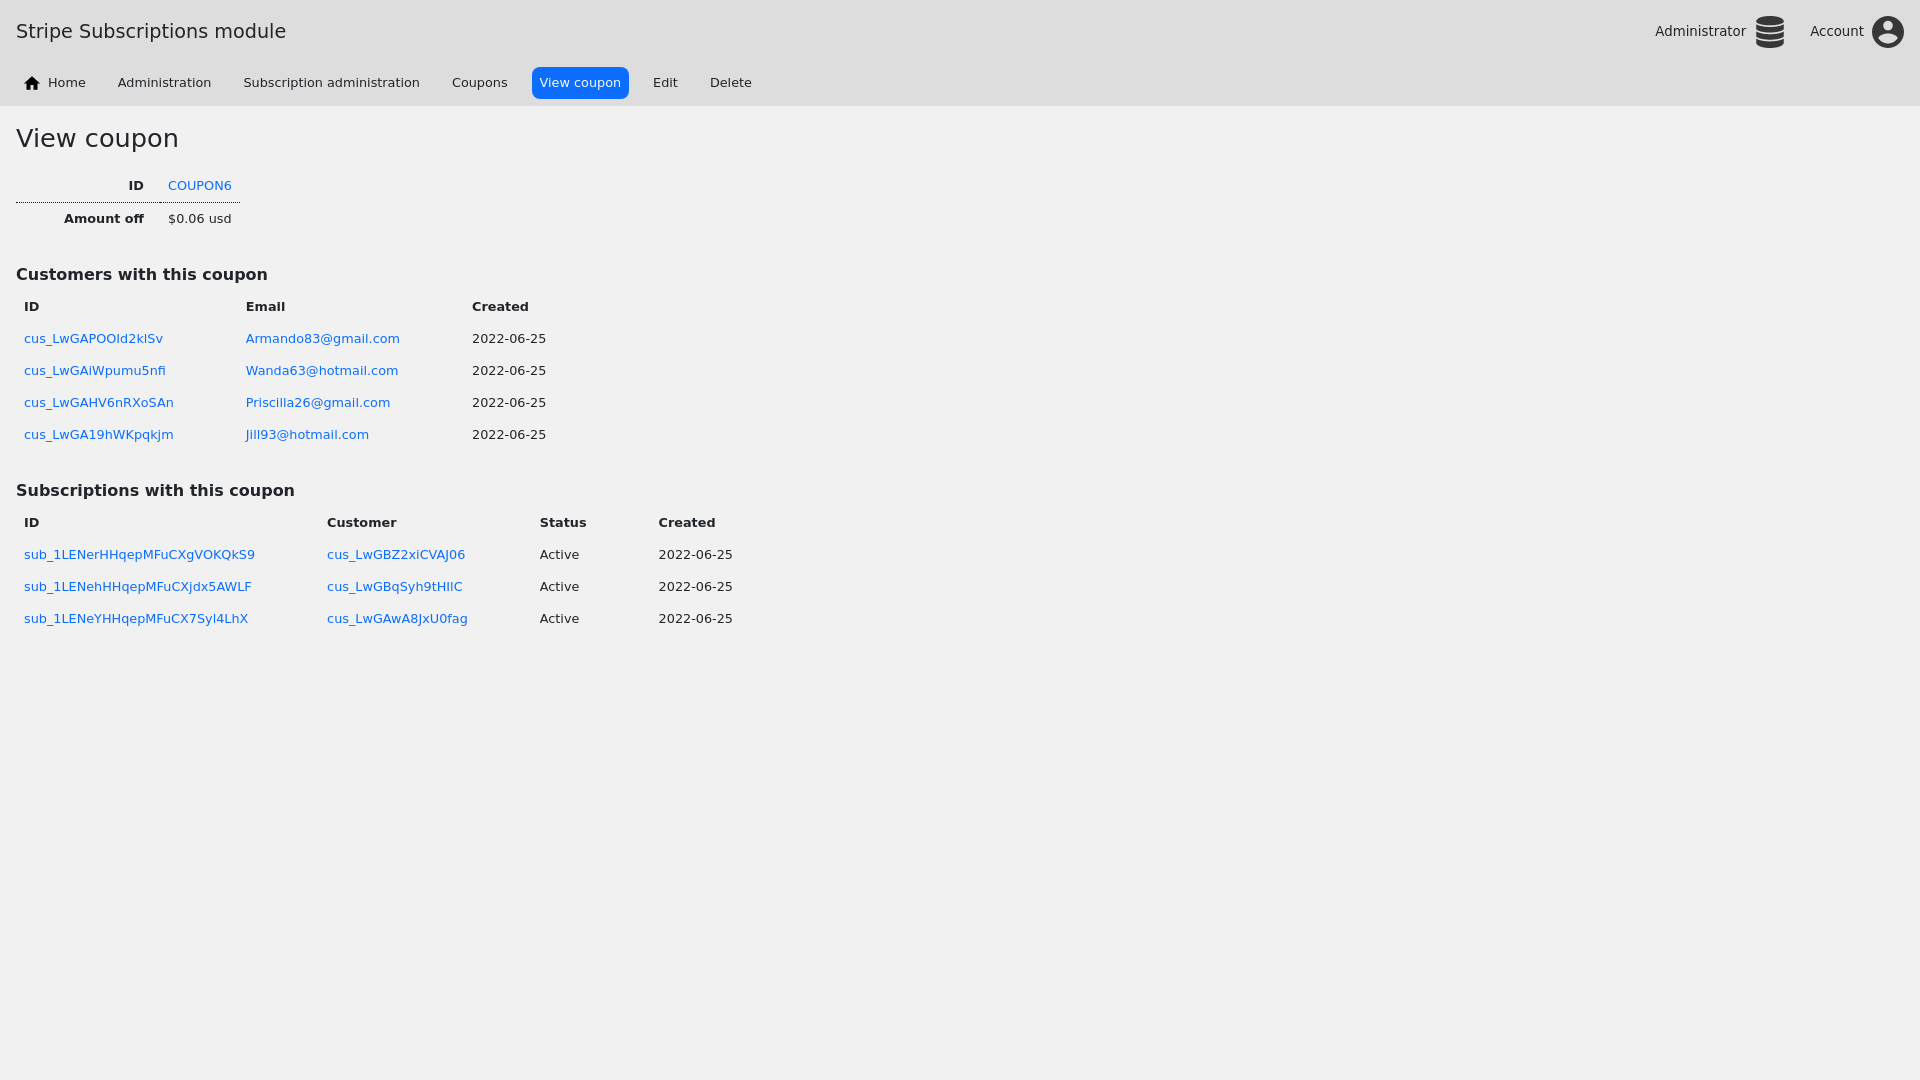 Stripe Subscriptions module
Administrator Account
Home Administration Subscription administration Coupons View coupon Edit Delete
View coupon
ID COUPON6
Amount off $0.06 usd
Customers with this coupon
ID Email Created
cus_LwGAPOOId2klSv Armando83@gmail.com 2022-06-25
cus_LwGAiWpumu5nfi Wanda63@hotmail.com 2022-06-25
cus_LwGAHV6nRXoSAn Priscilla26@gmail.com 2022-06-25
cus_LwGA19hWKpqkjm Jill93@hotmail.com 2022-06-25
Subscriptions with this coupon
ID Customer Status Created
sub_1LENerHHqepMFuCXgVOKQkS9 cus_LwGBZ2xiCVAJ06 Active 2022-06-25
sub_1LENehHHqepMFuCXjdx5AWLF cus_LwGBqSyh9tHIlC Active 2022-06-25
sub_1LENeYHHqepMFuCX7Syl4LhX cus_LwGAwA8JxU0fag Active 2022-06-25